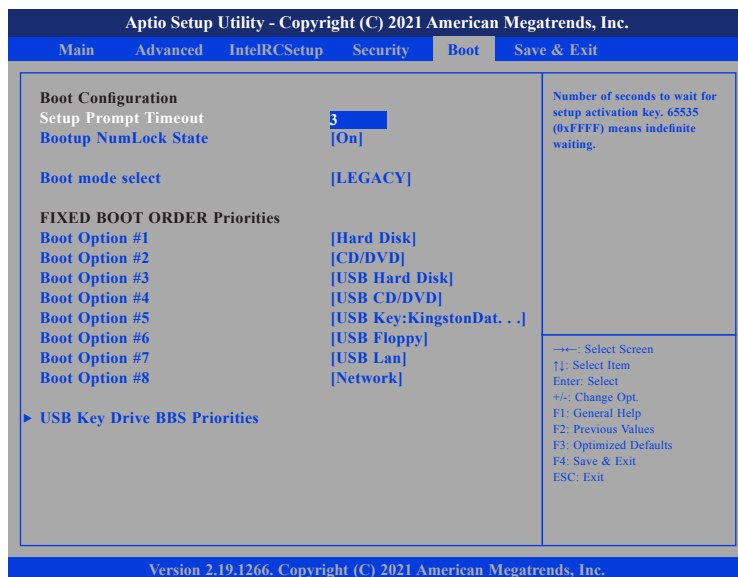 Aptio Setup Utility - Copyright (C) 2021 American Megatrends, Inc.
Main Advanced IntelRCSetup Security Boot Save & Exit
Boot Configuration
Setup Prompt Timeout 3
Bootup NumLock State [On]
Boot mode select [LEGACY]
FIXED BOOT ORDER Priorities
Boot Option #1 [Hard Disk]
Boot Option #2 [CD/DVD]
Boot Option #3 [USB Hard Disk]
Boot Option #4 [USB CD/DVD]
Boot Option #5 [USB Key:KingstonDat. . .]
Boot Option #6 [USB Floppy]
Boot Option #7 [USB Lan]
Boot Option #8 [Network]
► USB Key Drive BBS Priorities
Number of seconds to wait for
setup activation key. 65535
(0xFFFF) means indefinite
waiting.
→←: Select Screen
↑↓: Select Item
Enter: Select
+/-: Change Opt.
F1: General Help
F2: Previous Values
F3: Optimized Defaults
F4: Save & Exit
ESC: Exit
Version 2.19.1266. Copyright (C) 2021 American Megatrends, Inc.